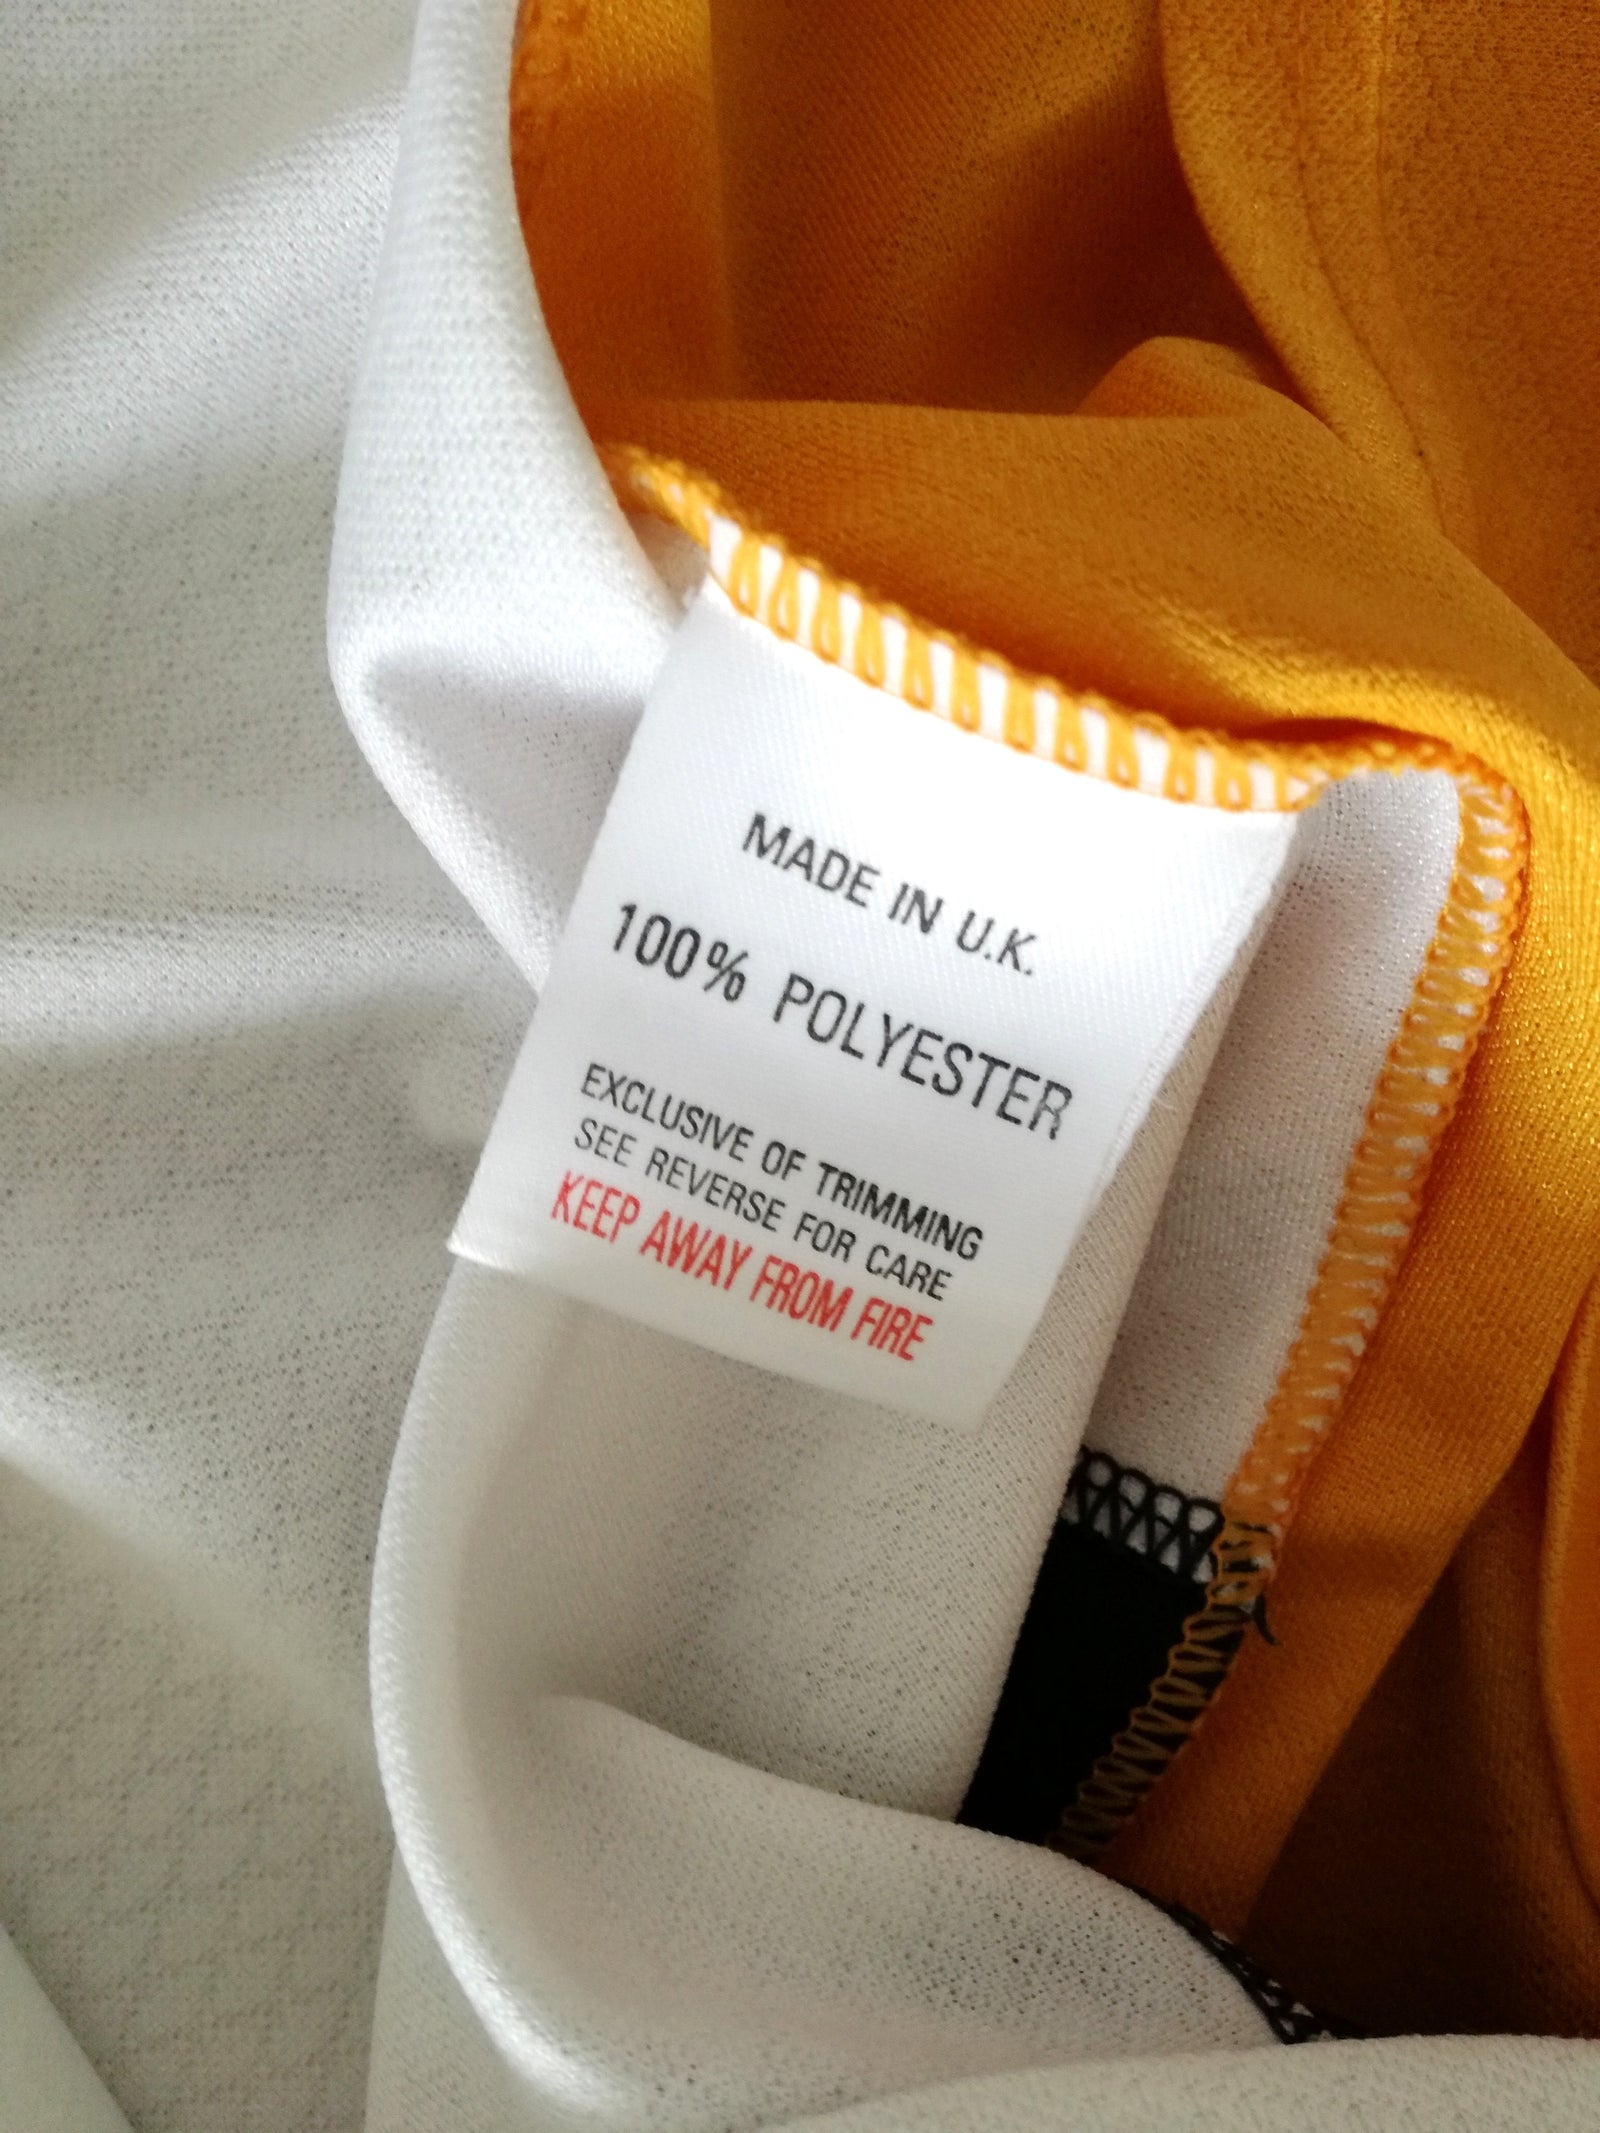 MADE IN U.K.
100% POLYESTER
EXCLUSIVE OF TRIMMING
SEE REVERSE FOR CARE
KEEP AWAY FROM FIRE